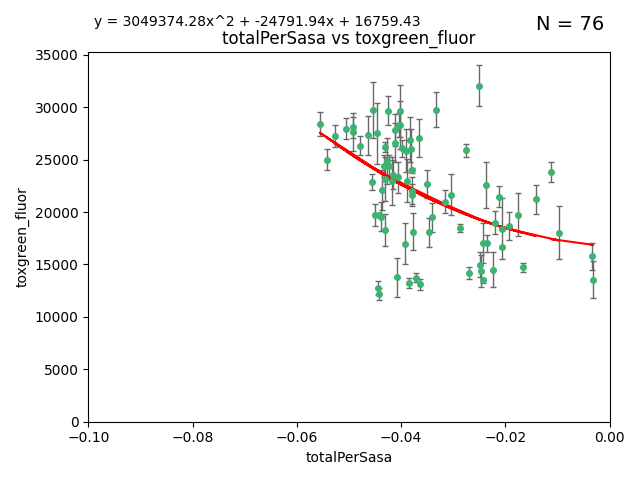 y = 3049374.28x^2 + -24791.94x + 16759.43
N = 76
totalPerSasa vs toxgreen_fluor
35000
30000
25000
20000
15000
10000
5000
0
toxgreen_fluor
−0.10 −0.08 −0.06 −0.04 −0.02 0.00
totalPerSasa